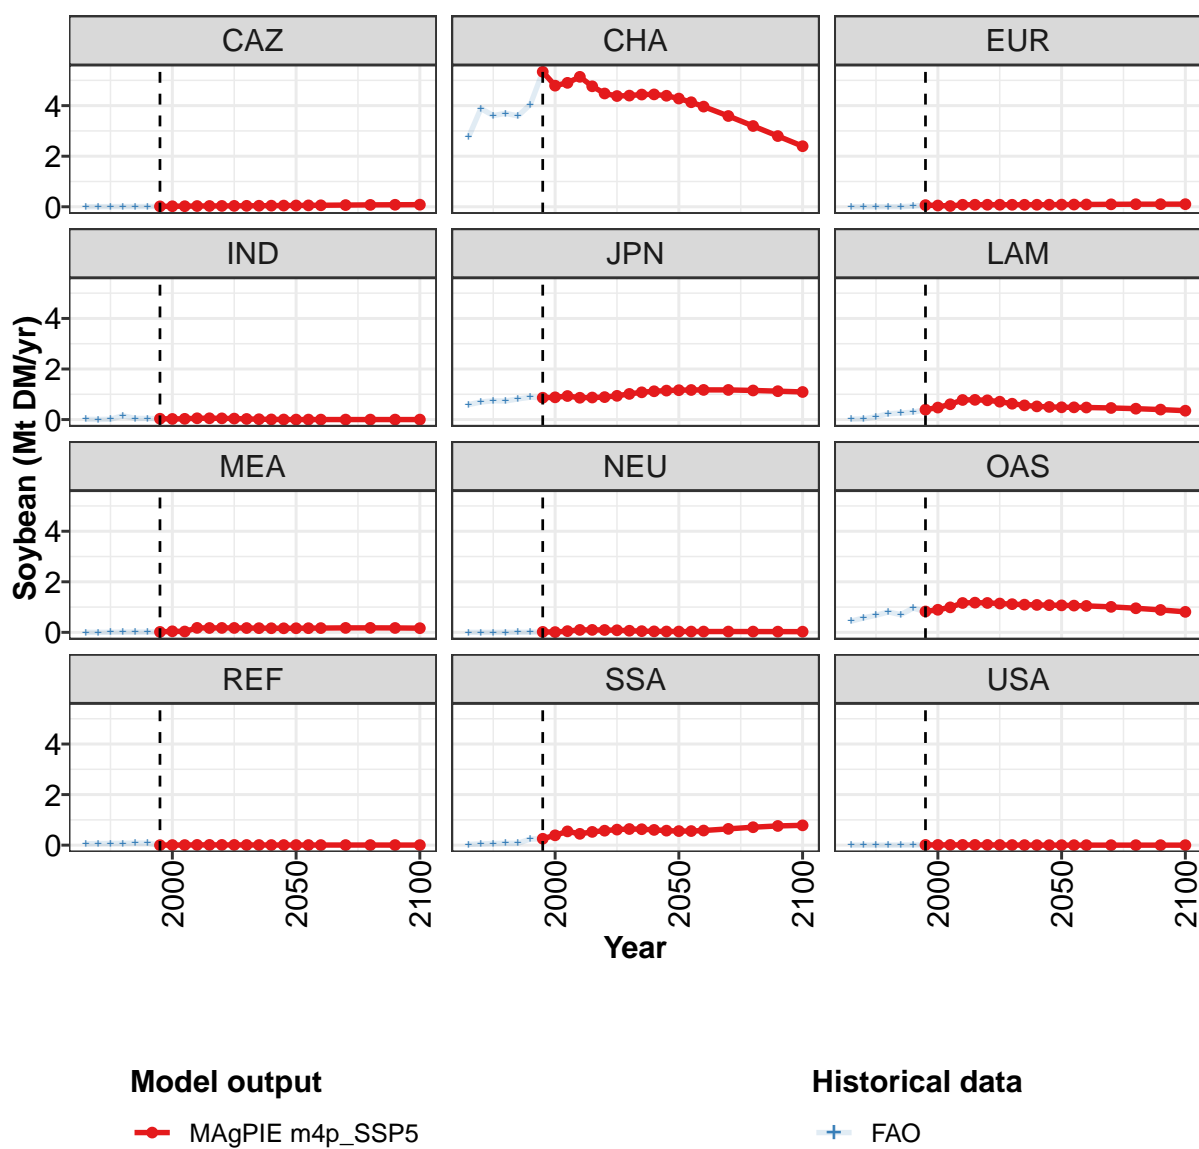 CAZ CHA EUR
4
2
0
IND JPN LAM
4
2
0
MEA NEU OAS
4
2
0
REF SSA USA
4
2
0
Soybean (Mt DM/yr)
2000 2050 2100 2000 2050 2100 2000 2050 2100
Year
Model output Historical data
MAgPIE m4p_SSP5 FAO